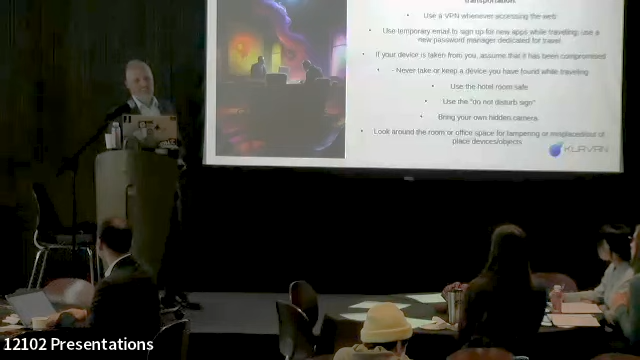 transportation.
Use a VPN whenever accessing the web
Use temporary email to sign up for new apps while traveling; use a
new password manager dedicated for travel
If your device is taken from you, assume that it has been compromised
- Never take or keep a device you have found while traveling
Use the hotel room safe
Use the "do not disturb sign"
Bring your own hidden camera
Look around the room or office space for tampering or misplaced/out of
place devices/objects
12102 Presentations